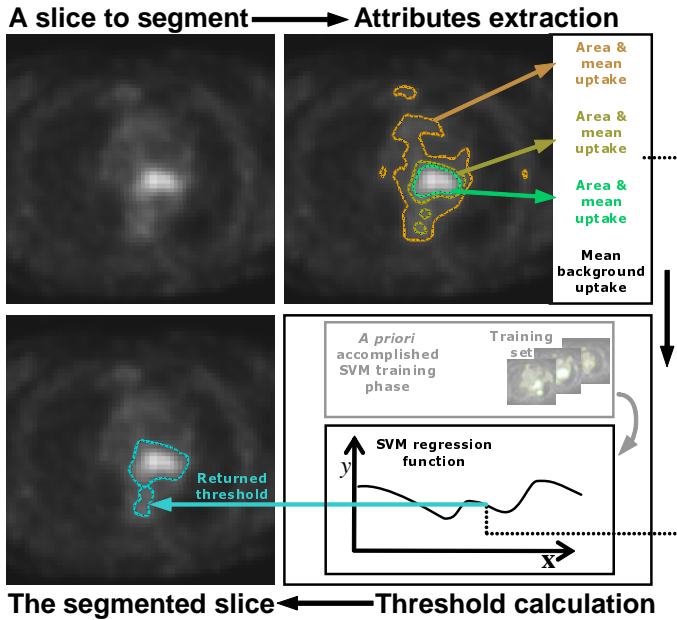 A slice to segment
Attributes extraction
Area &
mean
uptake
Area &
mean
uptake
Area &
mean
uptake
Mean
background
uptake
A priori
accomplished
SVM training
phase
Training
set
SVM regression
function
y
x
Returned
threshold
The segmented slice
Threshold calculation